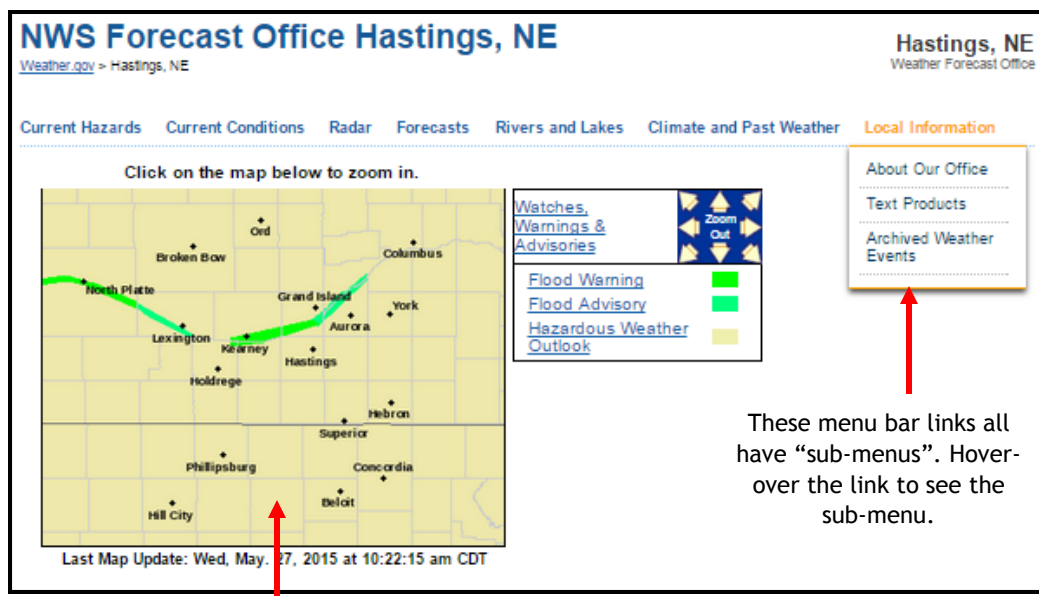 NWS Forecast Office Hastings, NE
Weather.gov > Hastings, NE
Hastings, NE
Weather Forecast Office
Current Hazards Current Conditions Radar Forecasts Rivers and Lakes Climate and Past Weather Local Information
About Our Office
Text Products
Archived Weather
Events
Click on the map below to zoom in.
Ord
Broken Bow
Columbus
North Platte
Grand Island
York
Aurora
Lexington
Kearney
Hastings
Holdrege
Hebron
Superior
Phillipsburg
Concordia
Beloit
Hill City
Last Map Update: Wed, May. 27, 2015 at 10:22:15 am CDT
Watches,
Warnings &
Advisories
Zoom
Out
Flood Warning
Flood Advisory
Hazardous Weather
Outlook
These menu bar links all
have “sub-menus”. Hover-
over the link to see the
sub-menu.